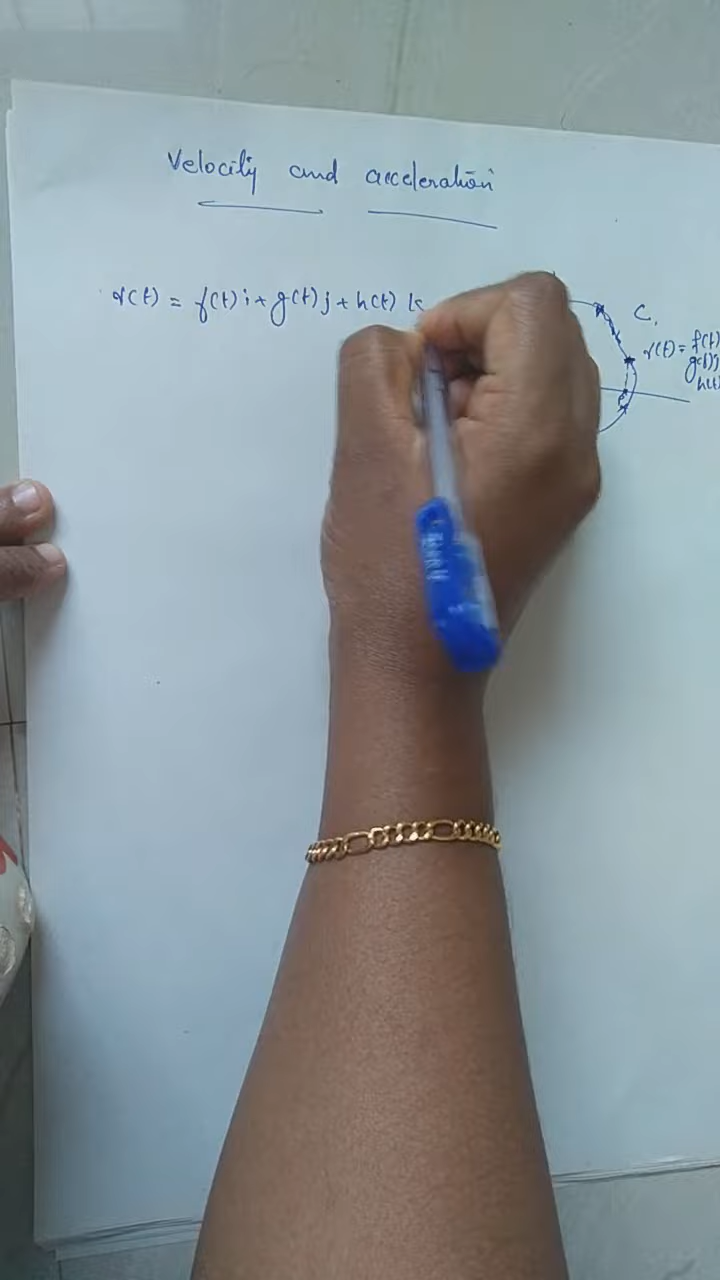 Velocity and acceleration
r(t) = f(t) i + g(t) j + h(t) k
C.
r(t) = f(t)
g(t)j
h(t)